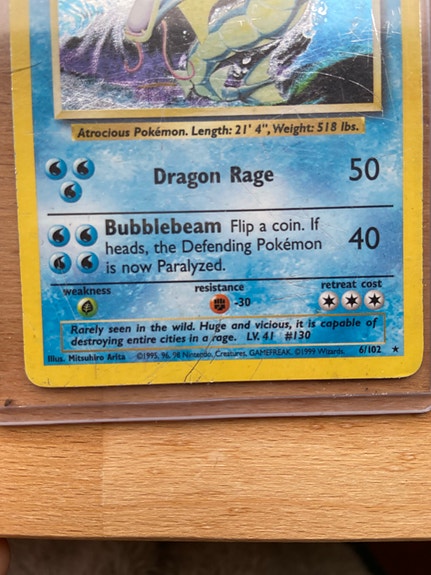 Atrocious Pokémon. Length: 21' 4", Weight: 518 lbs.
Dragon Rage 50
Bubblebeam Flip a coin. If
heads, the Defending Pokémon 40
is now Paralyzed.
weakness resistance retreat cost
-30
Rarely seen in the wild. Huge and vicious, it is capable of
destroying entire cities in a rage. LV. 41 #130
Illus. Mitsuhiro Arita ©1995, 96, 98 Nintendo, Creatures, GAMEFREAK. ©1999 Wizards. 6/102